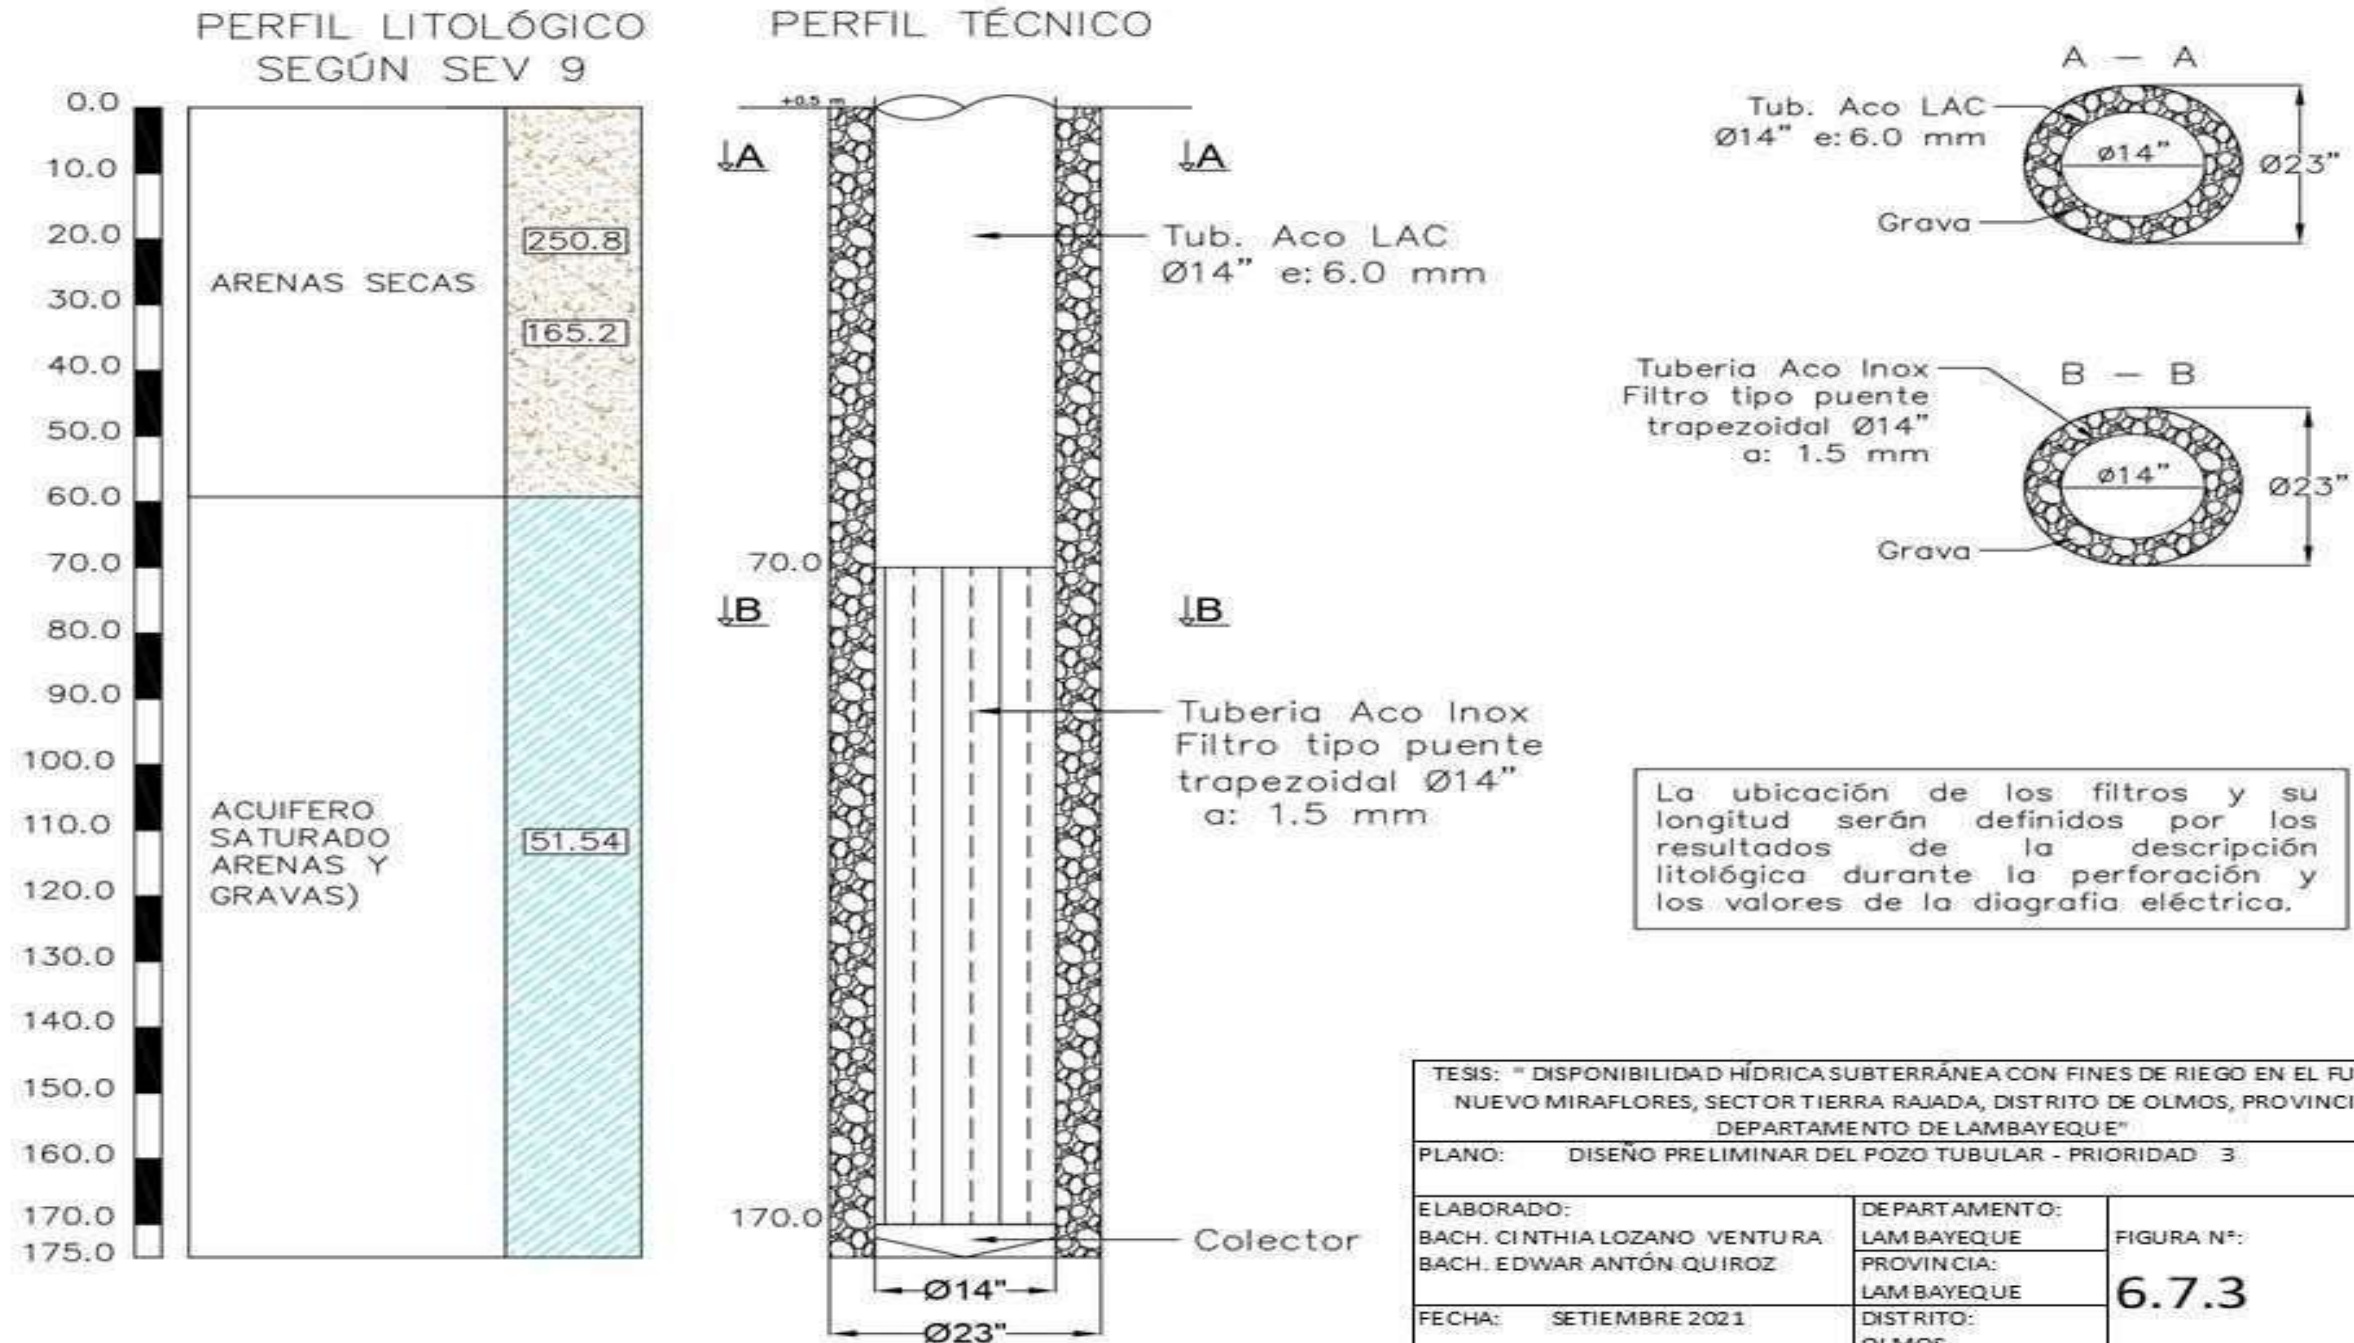 PERFIL LITOLÓGICO
SEGÚN SEV 9
0.0
10.0
20.0
30.0
40.0
50.0
60.0
70.0
80.0
90.0
100.0
110.0
120.0
130.0
140.0
150.0
160.0
170.0
175.0
ARENAS SECAS
250.8
165.2
ACUIFERO
SATURADO
ARENAS Y
GRAVAS)
51.54
PERFIL TÉCNICO
+0.5 m
A
A
Tub. Aco LAC
Ø14" e:6.0 mm
70.0
B
B
Tuberia Aco Inox
Filtro tipo puente
trapezoidal Ø14"
a: 1.5 mm
170.0
Colector
Ø14"
Ø23"
A – A
Tub. Aco LAC
Ø14" e:6.0 mm
Ø14"
Ø23"
Grava
B – B
Tuberia Aco Inox
Filtro tipo puente
trapezoidal Ø14"
a: 1.5 mm
Ø14"
Ø23"
Grava
La ubicación de los filtros y su
longitud serán definidos por los
resultados de la descripción
litológica durante la perforación y
los valores de la diagrafia eléctrica.
TESIS: " DISPONIBILIDAD HÍDRICA SUBTERRÁNEA CON FINES DE RIEGO EN EL FU
NUEVO MIRAFLORES, SECTOR TIERRA RAJADA, DISTRITO DE OLMOS, PROVINCI
DEPARTAMENTO DE LAMBAYEQUE"
PLANO: DISEÑO PRELIMINAR DEL POZO TUBULAR - PRIORIDAD 3
ELABORADO:
BACH. CINTHIA LOZANO VENTURA
BACH. EDWAR ANTÓN QUIROZ
DEPARTAMENTO:
LAMBAYEQUE
PROVINCIA:
LAMBAYEQUE
FIGURA N°:
6.7.3
FECHA: SETIEMBRE 2021
DISTRITO:
OLMOS